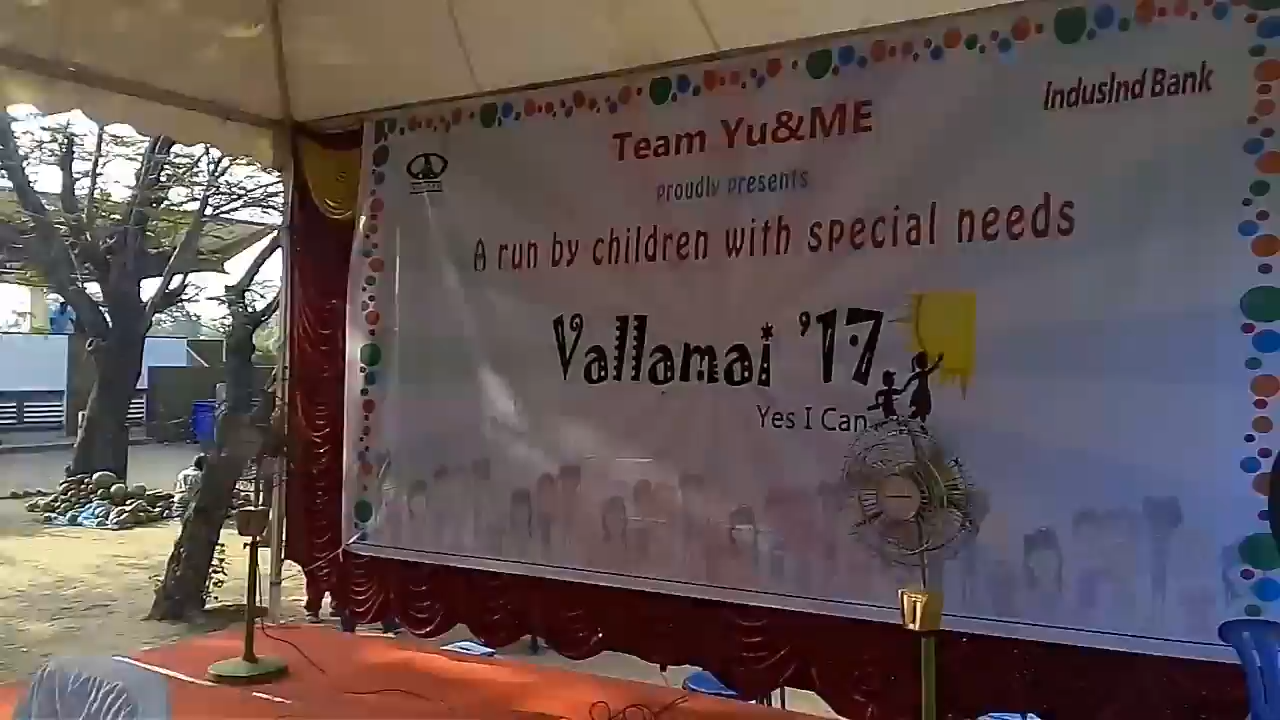 IndusInd Bank
Team Yu&ME
proudly presents
A run by children with special needs
Vallamai '17
Yes I Can